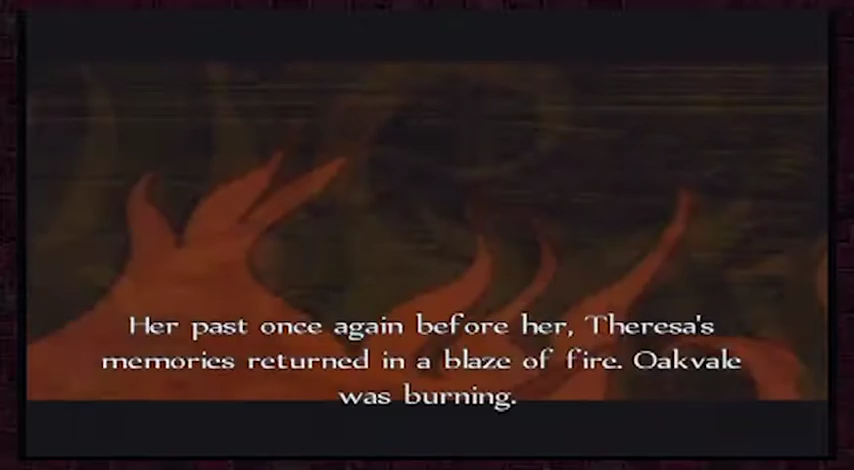 Her past once again before her, Theresa's
memories returned in a blaze of fire. Oakvale
was burning.